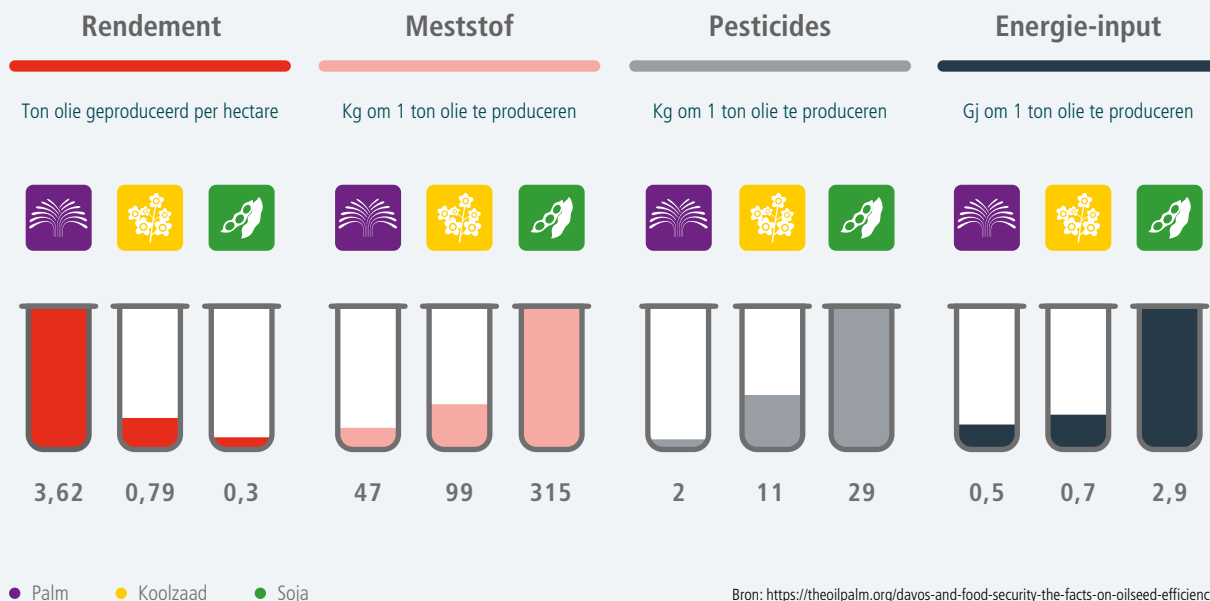 Rendement
Meststof
Pesticides
Energie-input
Ton olie geproduceerd per hectare
Kg om 1 ton olie te produceren
Kg om 1 ton olie te produceren
Gj om 1 ton olie te produceren
3,62 0,79 0,3
47 99 315
2 11 29
0,5 0,7 2,9
Palm
Koolzaad
Soja
Bron: https://theoilpalm.org/davos-and-food-security-the-facts-on-oilseed-efficienc